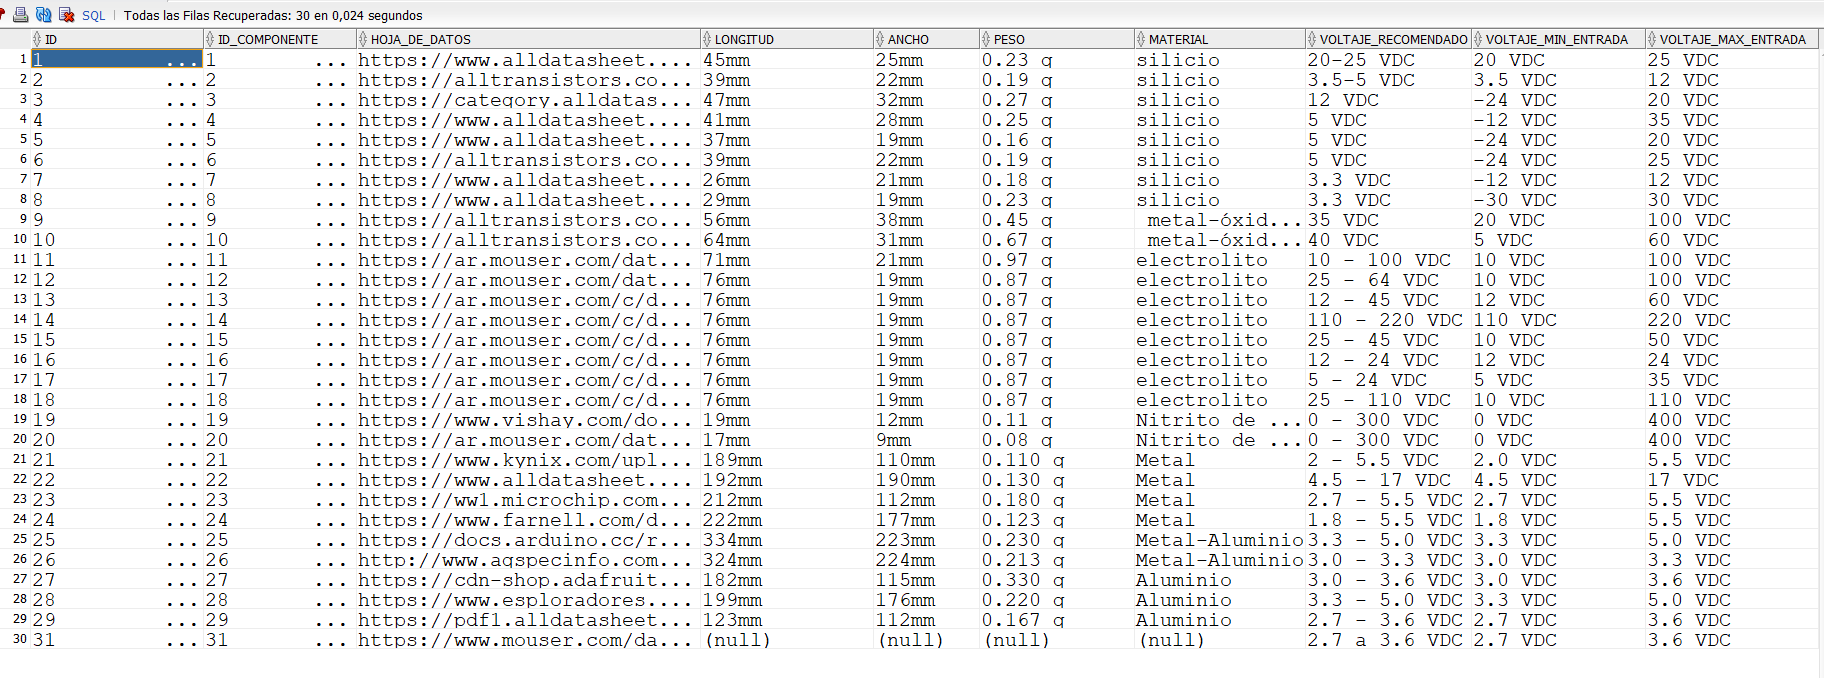 SQL | Todas las Filas Recuperadas: 30 en 0,024 segundos
ID ID_COMPONENTE HOJA_DE_DATOS LONGITUD ANCHO PESO MATERIAL VOLTAJE_RECOMENDADO VOLTAJE_MIN_ENTRADA VOLTAJE_MAX_ENTRADA
1 1 ... 1 ... https://www.alldatasheet.... 45mm 25mm 0.23 g silicio 20-25 VDC 20 VDC 25 VDC
2 2 ... 2 ... https://alltransistors.co... 39mm 22mm 0.19 g silicio 3.5-5 VDC 3.5 VDC 12 VDC
3 3 ... 3 ... https://category.alldatas... 47mm 32mm 0.27 g silicio 12 VDC -24 VDC 20 VDC
4 4 ... 4 ... https://www.alldatasheet.... 41mm 28mm 0.25 g silicio 5 VDC -12 VDC 35 VDC
5 5 ... 5 ... https://www.alldatasheet.... 37mm 19mm 0.16 g silicio 5 VDC -24 VDC 20 VDC
6 6 ... 6 ... https://alltransistors.co... 39mm 22mm 0.19 g silicio 5 VDC -24 VDC 25 VDC
7 7 ... 7 ... https://www.alldatasheet.... 26mm 21mm 0.18 g silicio 3.3 VDC -12 VDC 12 VDC
8 8 ... 8 ... https://www.alldatasheet.... 29mm 19mm 0.23 g silicio 3.3 VDC -30 VDC 30 VDC
9 9 ... 9 ... https://alltransistors.co... 56mm 38mm 0.45 g metal-óxid... 35 VDC 20 VDC 100 VDC
10 10 ... 10 ... https://alltransistors.co... 64mm 31mm 0.67 g metal-óxid... 40 VDC 5 VDC 60 VDC
11 11 ... 11 ... https://ar.mouser.com/dat... 71mm 21mm 0.97 g electrolito 10 - 100 VDC 10 VDC 100 VDC
12 12 ... 12 ... https://ar.mouser.com/dat... 76mm 19mm 0.87 g electrolito 25 - 64 VDC 10 VDC 100 VDC
13 13 ... 13 ... https://ar.mouser.com/c/d... 76mm 19mm 0.87 g electrolito 12 - 45 VDC 12 VDC 60 VDC
14 14 ... 14 ... https://ar.mouser.com/c/d... 76mm 19mm 0.87 g electrolito 110 - 220 VDC 110 VDC 220 VDC
15 15 ... 15 ... https://ar.mouser.com/c/d... 76mm 19mm 0.87 g electrolito 25 - 45 VDC 10 VDC 50 VDC
16 16 ... 16 ... https://ar.mouser.com/c/d... 76mm 19mm 0.87 g electrolito 12 - 24 VDC 12 VDC 24 VDC
17 17 ... 17 ... https://ar.mouser.com/c/d... 76mm 19mm 0.87 g electrolito 5 - 24 VDC 5 VDC 35 VDC
18 18 ... 18 ... https://ar.mouser.com/c/d... 76mm 19mm 0.87 g electrolito 25 - 110 VDC 10 VDC 110 VDC
19 19 ... 19 ... https://www.vishay.com/do... 19mm 12mm 0.11 g Nitrito de ... 0 - 300 VDC 0 VDC 400 VDC
20 20 ... 20 ... https://ar.mouser.com/dat... 17mm 9mm 0.08 g Nitrito de ... 0 - 300 VDC 0 VDC 400 VDC
21 21 ... 21 ... https://www.kynix.com/upl... 189mm 110mm 0.110 g Metal 2 - 5.5 VDC 2.0 VDC 5.5 VDC
22 22 ... 22 ... https://www.alldatasheet.... 192mm 190mm 0.130 g Metal 4.5 - 17 VDC 4.5 VDC 17 VDC
23 23 ... 23 ... https://ww1.microchip.com... 212mm 112mm 0.180 g Metal 2.7 - 5.5 VDC 2.7 VDC 5.5 VDC
24 24 ... 24 ... https://www.farnell.com/d... 222mm 177mm 0.123 g Metal 1.8 - 5.5 VDC 1.8 VDC 5.5 VDC
25 25 ... 25 ... https://docs.arduino.cc/r... 334mm 223mm 0.230 g Metal-Aluminio 3.3 - 5.0 VDC 3.3 VDC 5.0 VDC
26 26 ... 26 ... http://www.agspecinfo.com... 324mm 224mm 0.213 g Metal-Aluminio 3.0 - 3.3 VDC 3.0 VDC 3.3 VDC
27 27 ... 27 ... https://cdn-shop.adafruit... 182mm 115mm 0.330 g Aluminio 3.0 - 3.6 VDC 3.0 VDC 3.6 VDC
28 28 ... 28 ... https://www.esploradores.... 199mm 176mm 0.220 g Aluminio 3.3 - 5.0 VDC 3.3 VDC 5.0 VDC
29 29 ... 29 ... https://pdf1.alldatasheet... 123mm 112mm 0.167 g Aluminio 2.7 - 3.6 VDC 2.7 VDC 3.6 VDC
30 31 ... 31 ... https://www.mouser.com/da... (null) (null) (null) (null) 2.7 a 3.6 VDC 2.7 VDC 3.6 VDC